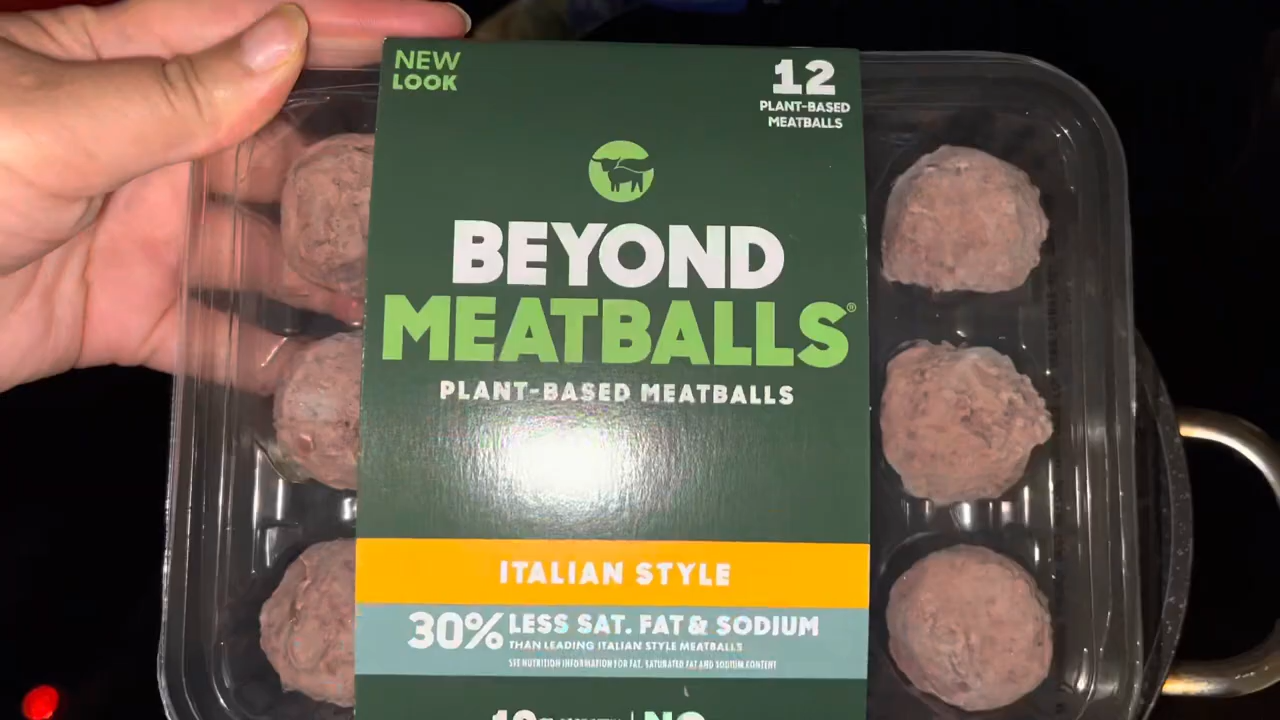 NEW
LOOK
12
PLANT-BASED
MEATBALLS
BEYOND
MEATBALLS®
PLANT-BASED MEATBALLS
ITALIAN STYLE
30% LESS SAT. FAT & SODIUM
THAN LEADING ITALIAN STYLE MEATBALLS
SEE NUTRITION INFORMATION FOR FAT, SATURATED FAT AND SODIUM CONTENT
NO